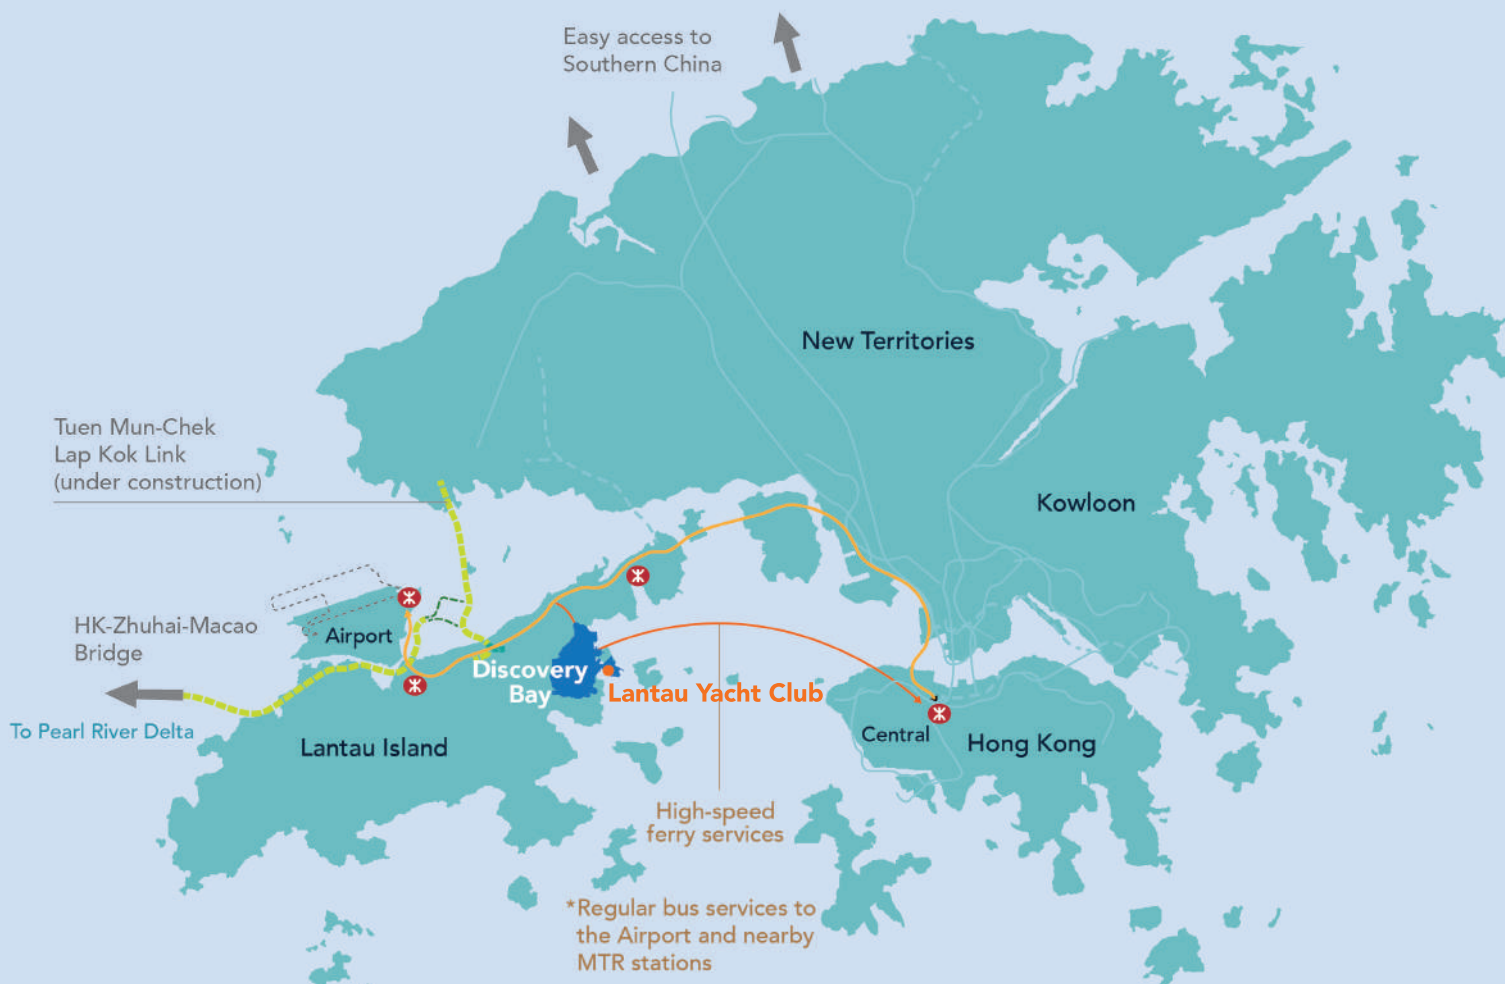 Easy access to
Southern China
New Territories
Tuen Mun-Chek
Lap Kok Link
(under construction)
Kowloon
HK-Zhuhai-Macao
Bridge
Airport
Discovery
Bay
Lantau Yacht Club
To Pearl River Delta
Lantau Island
Central
Hong Kong
High-speed
ferry services
*Regular bus services to
the Airport and nearby
MTR stations